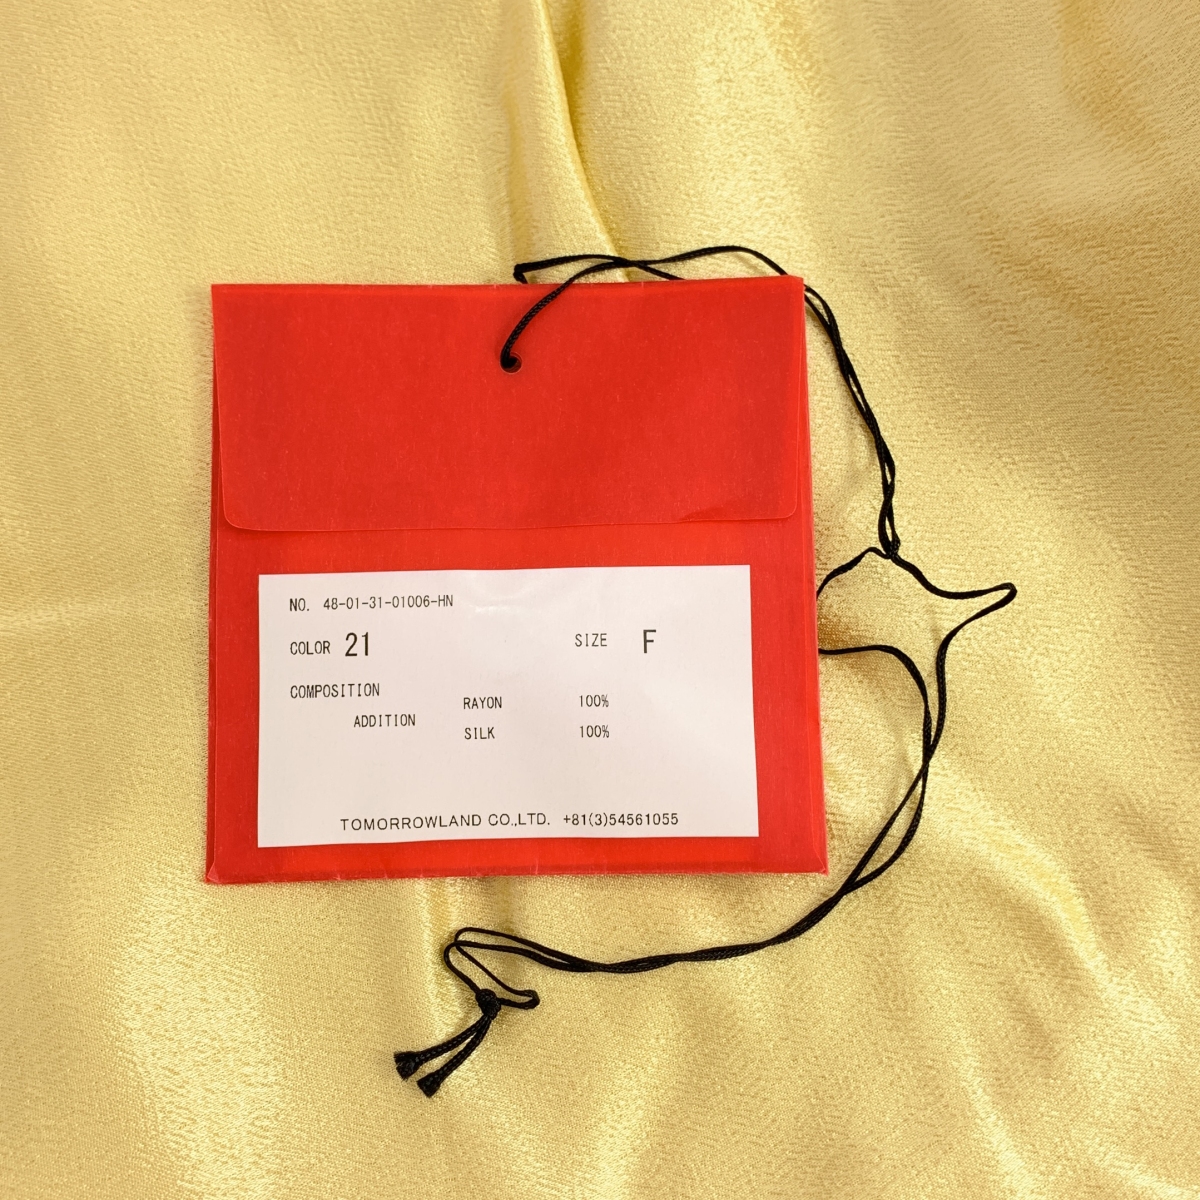 NO. 48-01-31-01006-HN
COLOR 21 SIZE F
COMPOSITION
RAYON 100%
ADDITION
SILK 100%
TOMORROWLAND CO.,LTD. +81(3)54561055